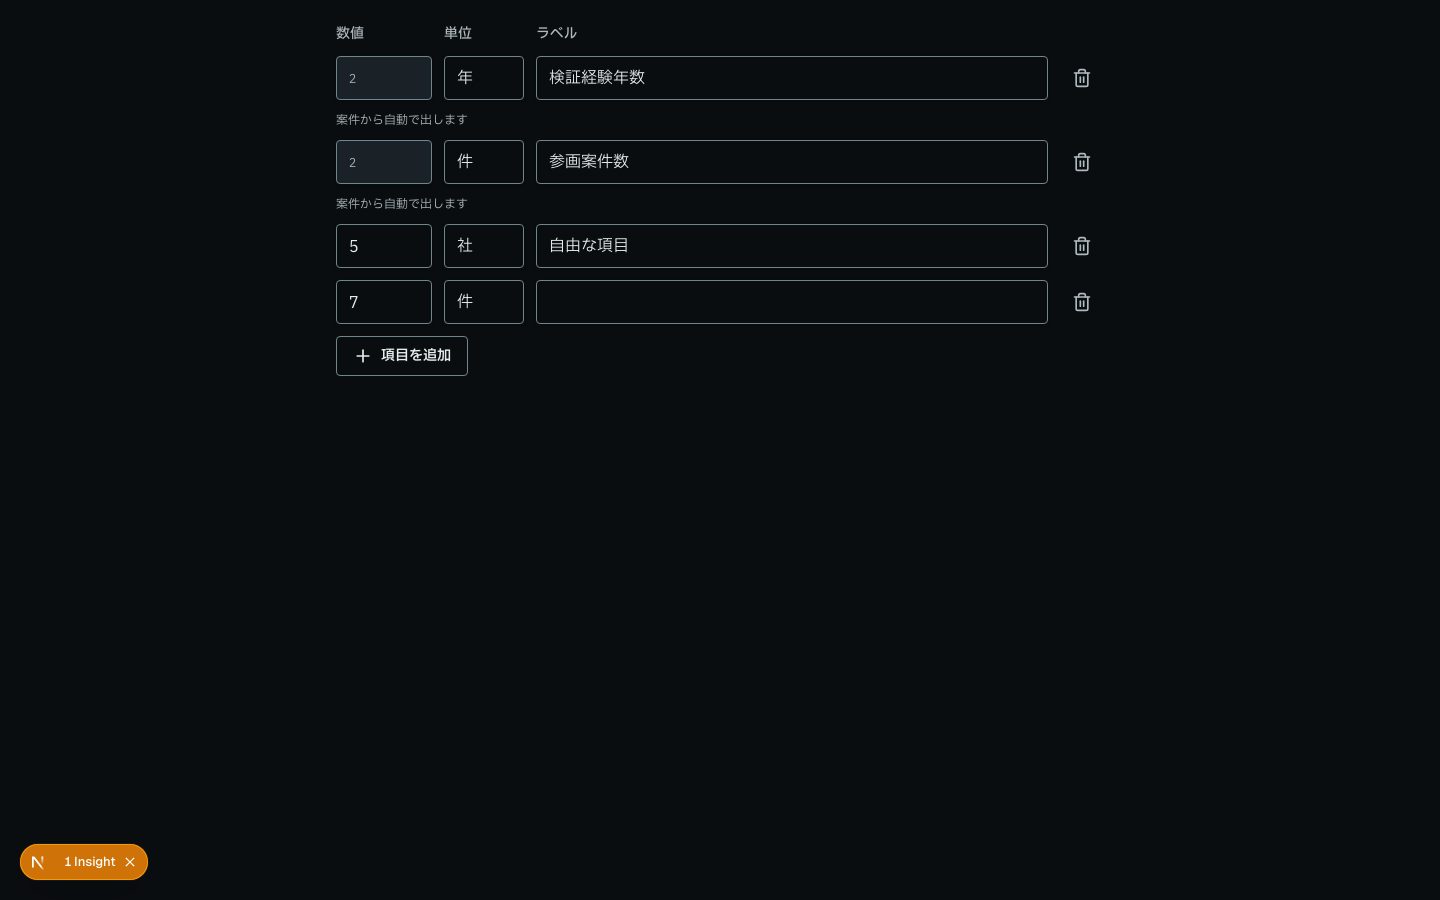 数値 単位 ラベル
2 年 検証経験年数
案件から自動で出します
2 件 参画案件数
案件から自動で出します
5 社 自由な項目
7 件
項目を追加
N 1 Insight